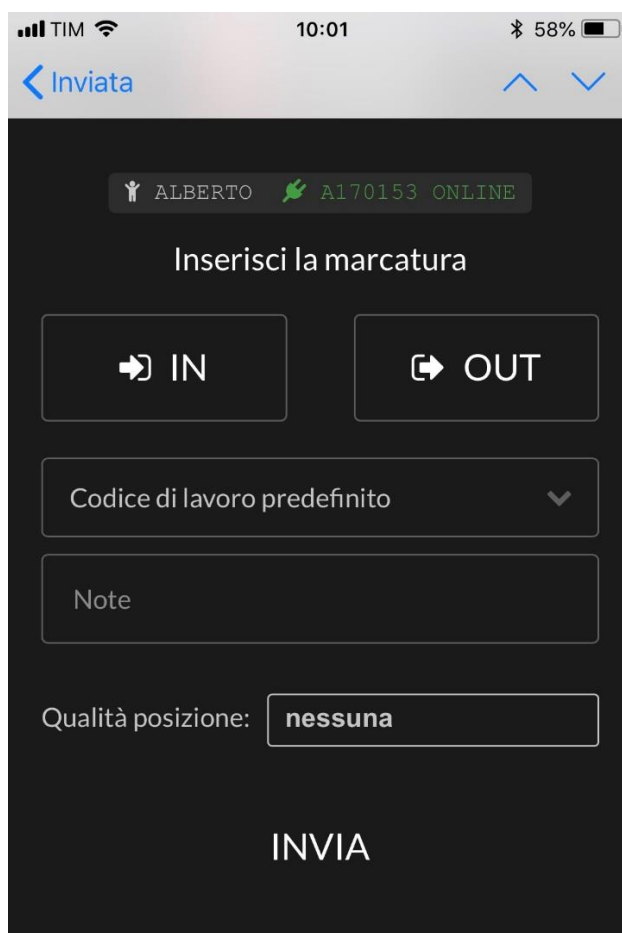 TIM 10:01 58%
Inviata
ALBERTO A170153 ONLINE
Inserisci la marcatura
IN OUT
Codice di lavoro predefinito
Note
Qualità posizione: nessuna
INVIA